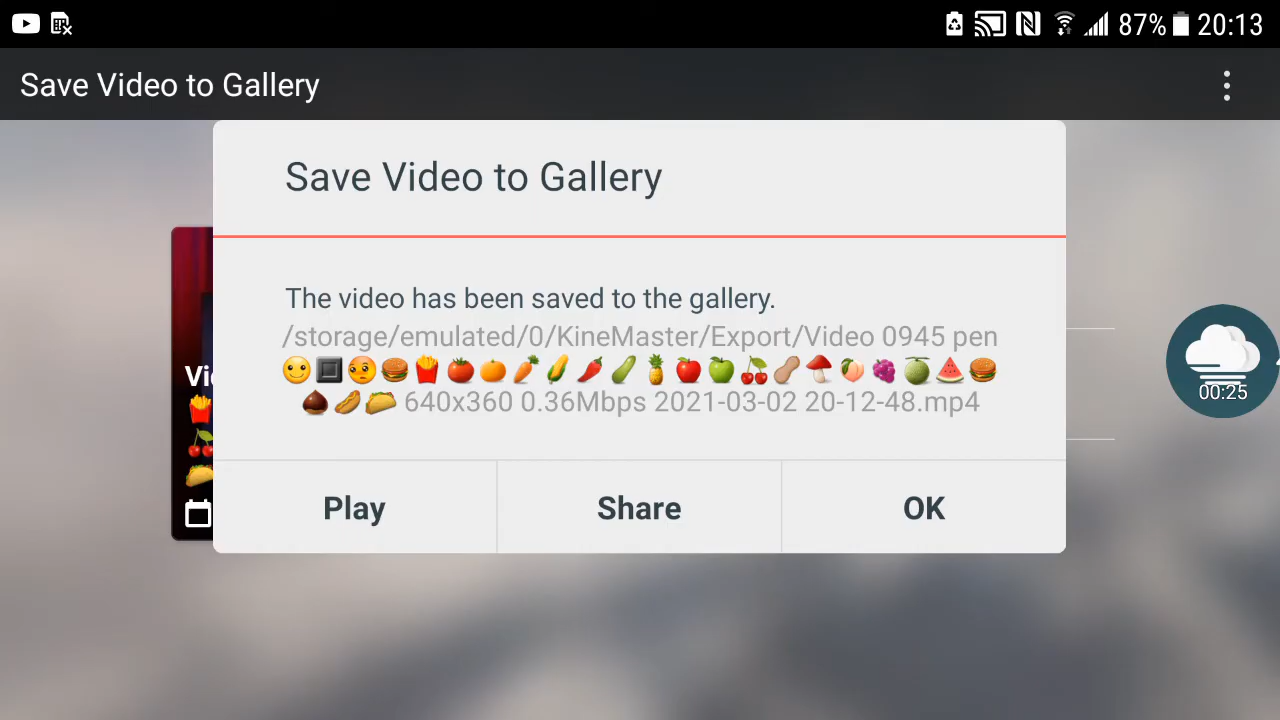 87% 20:13
Save Video to Gallery
Save Video to Gallery
The video has been saved to the gallery.
/storage/emulated/0/KineMaster/Export/Video 0945 pen
🙂🔲🥺🍔🍟🍅🎃🥕🌽🌶🥒🍍🍎🍏🍒🥜🍄🍑🍇🍈🍉🍔
🌰🥖🌮 640x360 0.36Mbps 2021-03-02 20-12-48.mp4
Play Share OK
00:25